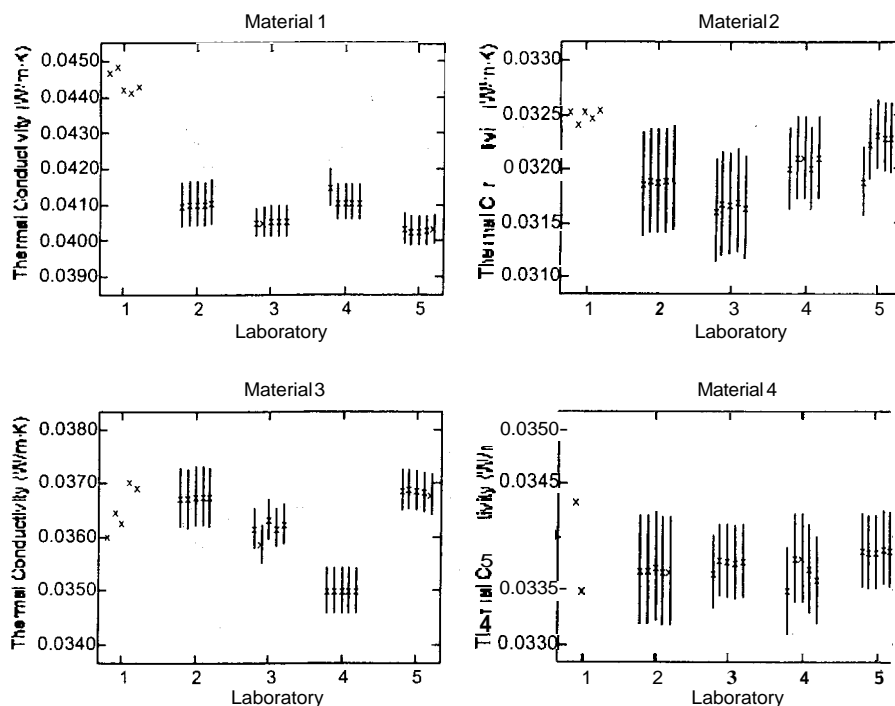 Material 1
Thermal Conductivity (W/m·K)
0.0450
0.0440
0.0430
0.0420
0.0410
0.0400
0.0390
1 2 3 4 5
Laboratory
Material 2
0.0330
0.0325
0.0320
0.0315
0.0310
1 2 3 4 5
Laboratory
Material 3
Thermal Conductivity (W/m·K)
0.0380
0.0370
0.0360
0.0350
0.0340
1 2 3 4 5
Laboratory
Material 4
0.0350
0.0345
0.0335
0.0330
1 2 3 4 5
Laboratory